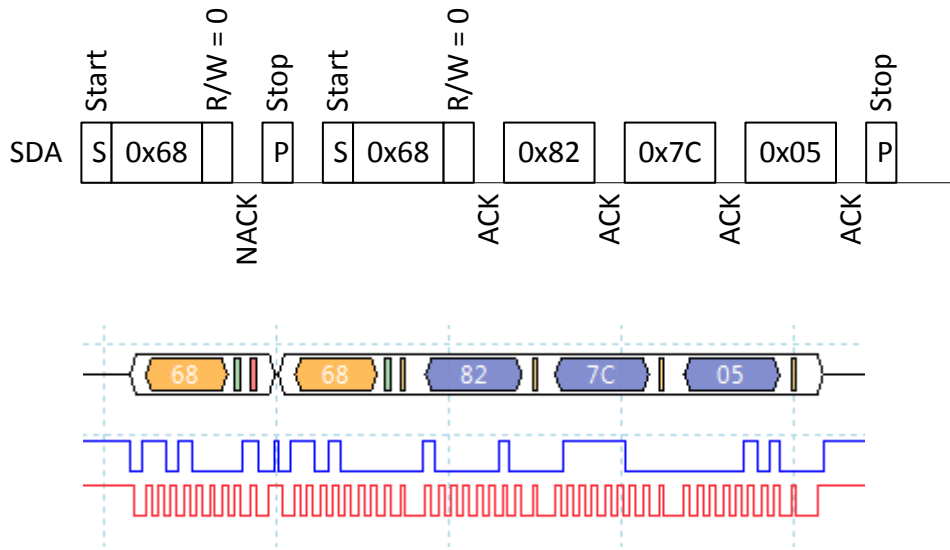 Start R/W = 0 Stop Start R/W = 0 Stop
SDA S 0x68 P S 0x68 0x82 0x7C 0x05 P
NACK ACK ACK ACK ACK
68 68 82 7C 05